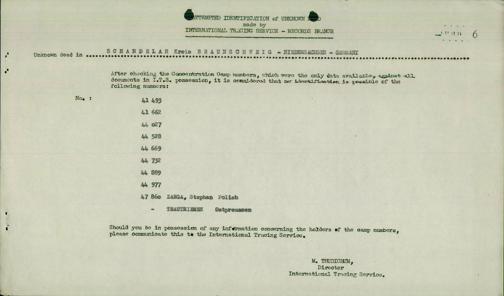 ATTEMPTED IDENTIFICATION of UNKNOWN DEAD
made by
INTERNATIONAL TRACING SERVICE - RECORDS BRANCH
6
Unknown dead in SCHANDELAH Kreis BRAUNSCHWEIG - NIEDERSACHSEN - GERMANY
After checking the Concentration Camp numbers, which were the only data available, against all
documents in I.T.S. possession, it is considered that no identification is possible of the
following numbers:
No. :
41 493
41 662
44 027
44 528
44 669
44 732
44 889
44 977
47 860 ZARGA, Stephan Polish
- Ostpreussen
Should you be in possession of any information concerning the holders of the camp numbers,
please communicate this to the International Tracing Service.
M. THUDICHUM,
Director
International Tracing Service.